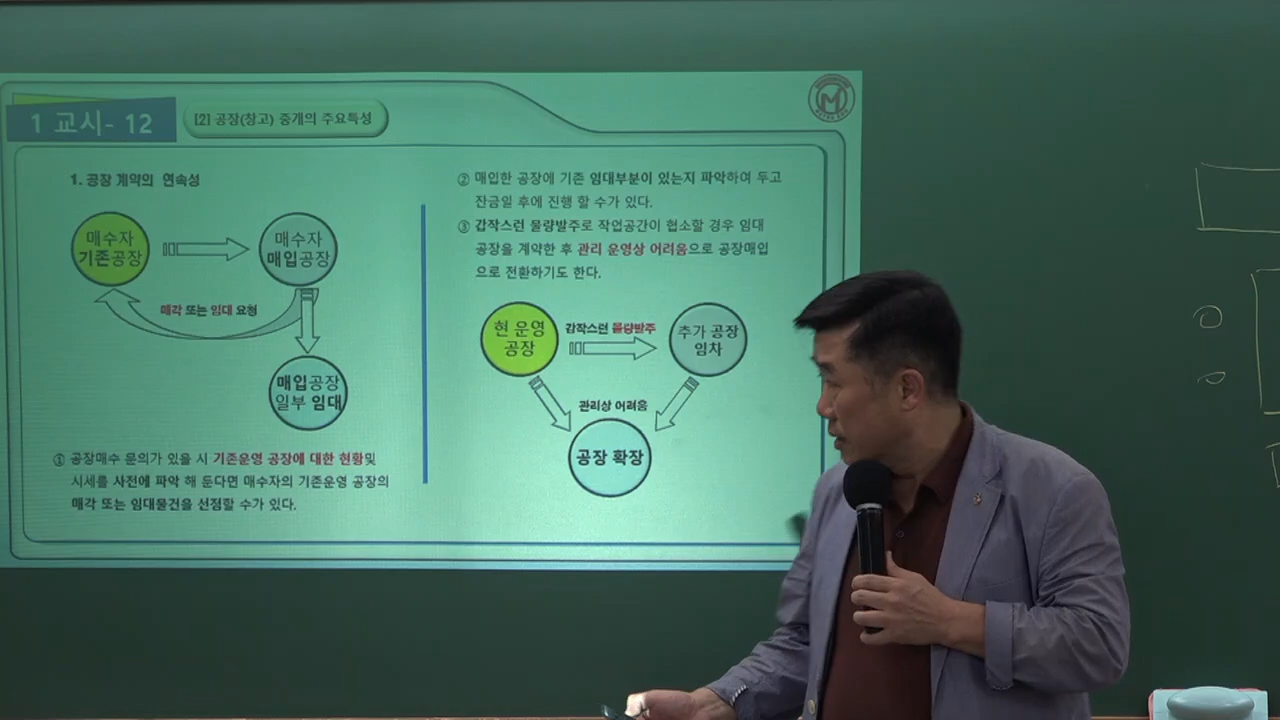 1 교시- 12
[2] 공장(창고) 중개의 주요특성
1. 공장 계약의 연속성
매수자
기존공장
매수자
매입공장
매각 또는 임대 요청
매입공장
일부 임대
① 공장매수 문의가 있을 시 기존운영 공장에 대한 현황및
시세를 사전에 파악 해 둔다면 매수자의 기존운영 공장의
매각 또는 임대물건을 선점할 수가 있다.
② 매입한 공장에 기존 임대부분이 있는지 파악하여 두고
잔금일 후에 진행 할 수가 있다.
③ 갑작스런 물량발주로 작업공간이 협소할 경우 임대
공장을 계약한 후 관리 운영상 어려움으로 공장매입
으로 전환하기도 한다.
현 운영
공장
갑작스런 물량발주
추가 공장
임차
관리상 어려움
공장 확장